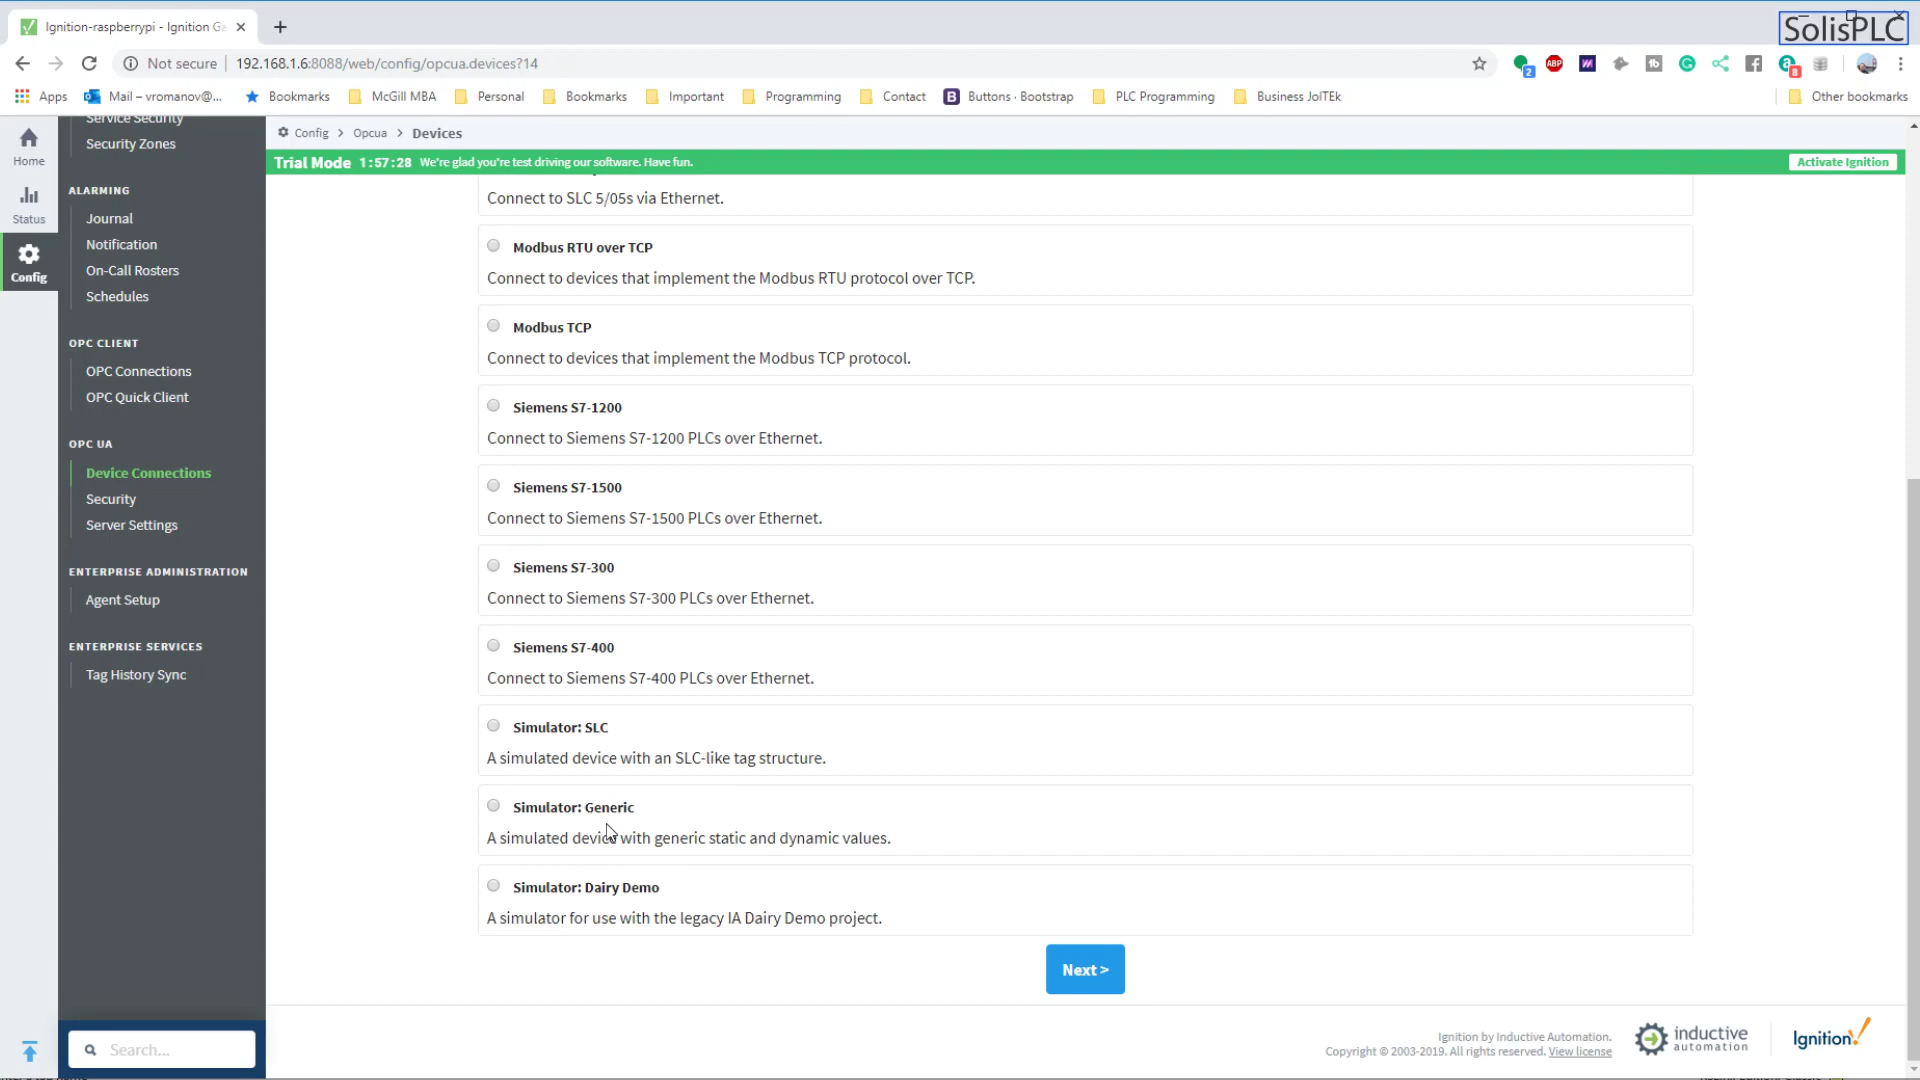 Ignition-raspberrypi - Ignition Ga
SolisPLC
Not secure
192.168.1.6:8088/web/config/opcua.devices?14
2
ABP
8
Apps
Mail – vromanov@...
Bookmarks
McGill MBA
Personal
Bookmarks
Important
Programming
Contact
B
Buttons · Bootstrap
PLC Programming
Business JolTEk
Other bookmarks
Home
Status
Config
Service Security
Security Zones
ALARMING
Journal
Notification
On-Call Rosters
Schedules
OPC CLIENT
OPC Connections
OPC Quick Client
OPC UA
Device Connections
Security
Server Settings
ENTERPRISE ADMINISTRATION
Agent Setup
ENTERPRISE SERVICES
Tag History Sync
Search...
Config > Opcua > Devices
Trial Mode 1:57:28 We're glad you're test driving our software. Have fun.
Activate Ignition
Connect to SLC 5/05s via Ethernet.
Modbus RTU over TCP
Connect to devices that implement the Modbus RTU protocol over TCP.
Modbus TCP
Connect to devices that implement the Modbus TCP protocol.
Siemens S7-1200
Connect to Siemens S7-1200 PLCs over Ethernet.
Siemens S7-1500
Connect to Siemens S7-1500 PLCs over Ethernet.
Siemens S7-300
Connect to Siemens S7-300 PLCs over Ethernet.
Siemens S7-400
Connect to Siemens S7-400 PLCs over Ethernet.
Simulator: SLC
A simulated device with an SLC-like tag structure.
Simulator: Generic
A simulated device with generic static and dynamic values.
Simulator: Dairy Demo
A simulator for use with the legacy IA Dairy Demo project.
Next >
Ignition by Inductive Automation.
Copyright © 2003-2019. All rights reserved. View license
inductive
automation
Ignition!